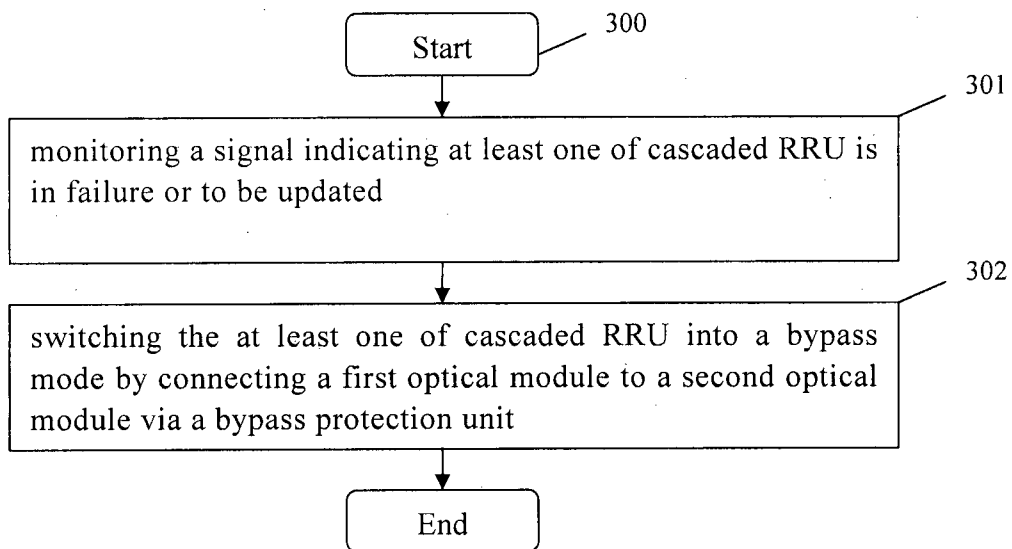 Start
300
301
monitoring a signal indicating at least one of cascaded RRU is
in failure or to be updated
302
switching the at least one of cascaded RRU into a bypass
mode by connecting a first optical module to a second optical
module via a bypass protection unit
End